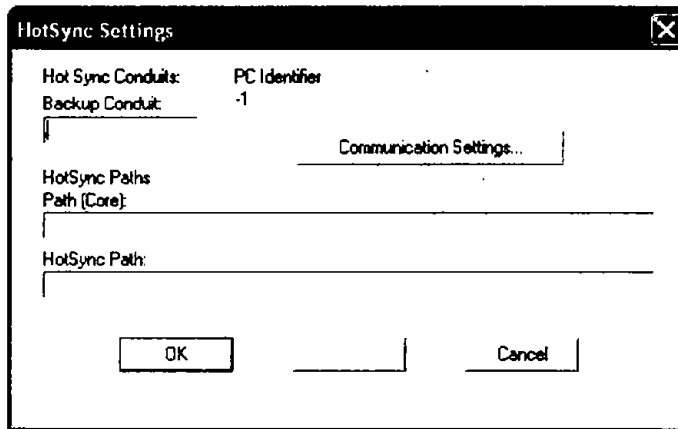 HotSync Settings
Hot Sync Conduits: PC Identifier
Backup Conduit: -1
Communication Settings...
HotSync Paths
Path (Core):
HotSync Path:
OK Cancel